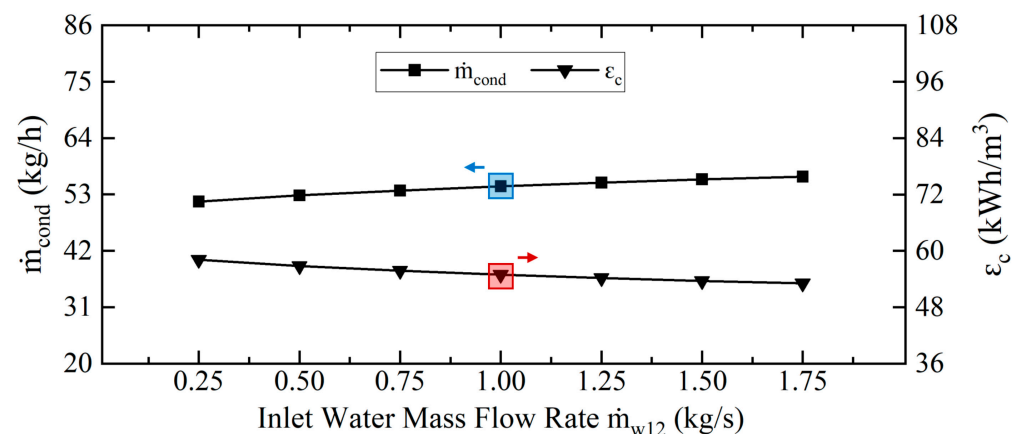 ṁcond εc
86
75
64
53
42
31
20
ṁcond (kg/h)
108
96
84
72
60
48
36
εc (kWh/m³)
0.25 0.50 0.75 1.00 1.25 1.50 1.75
Inlet Water Mass Flow Rate ṁw12 (kg/s)